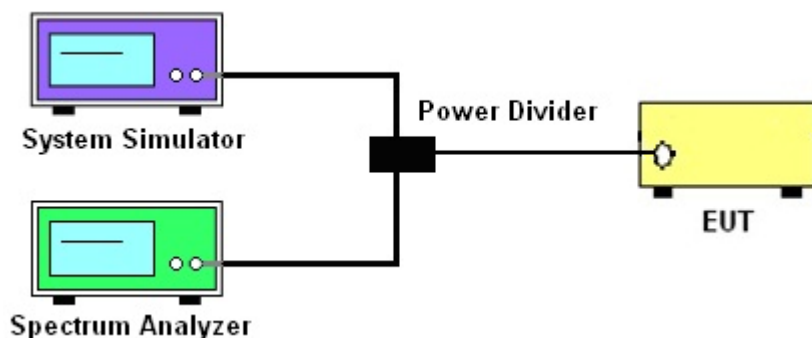 System Simulator
Power Divider
EUT
Spectrum Analyzer